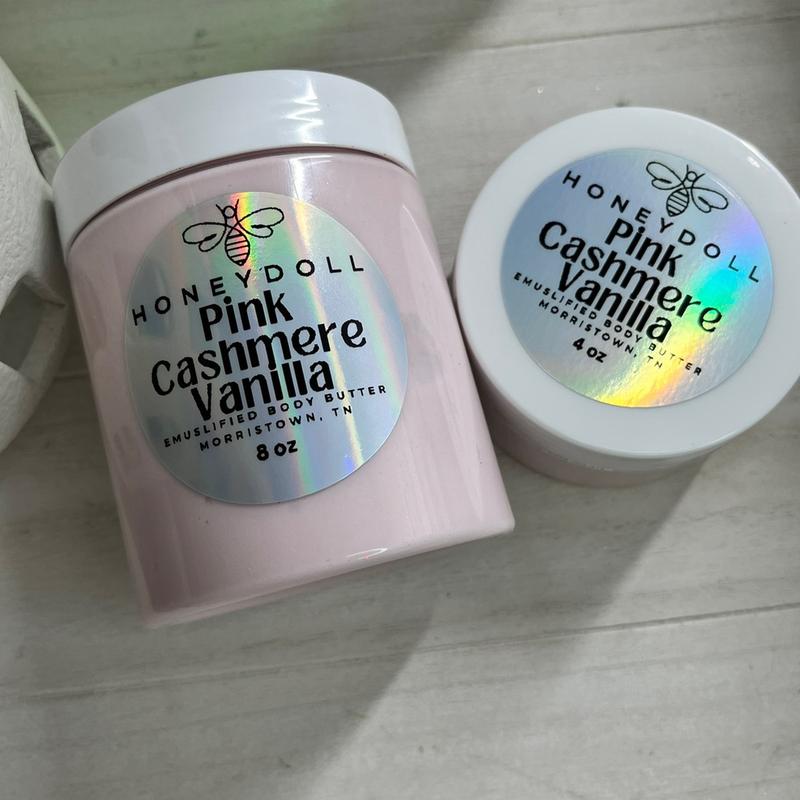 HONEYDOLL
Pink
Cashmere
Vanilla
EMUSLIFIED BODY BUTTER
MORRISTOWN, TN
8 OZ
HONEYDOLL
Pink
Cashmere
Vanilla
EMUSLIFIED BODY BUTTER
MORRISTOWN, TN
4 OZ